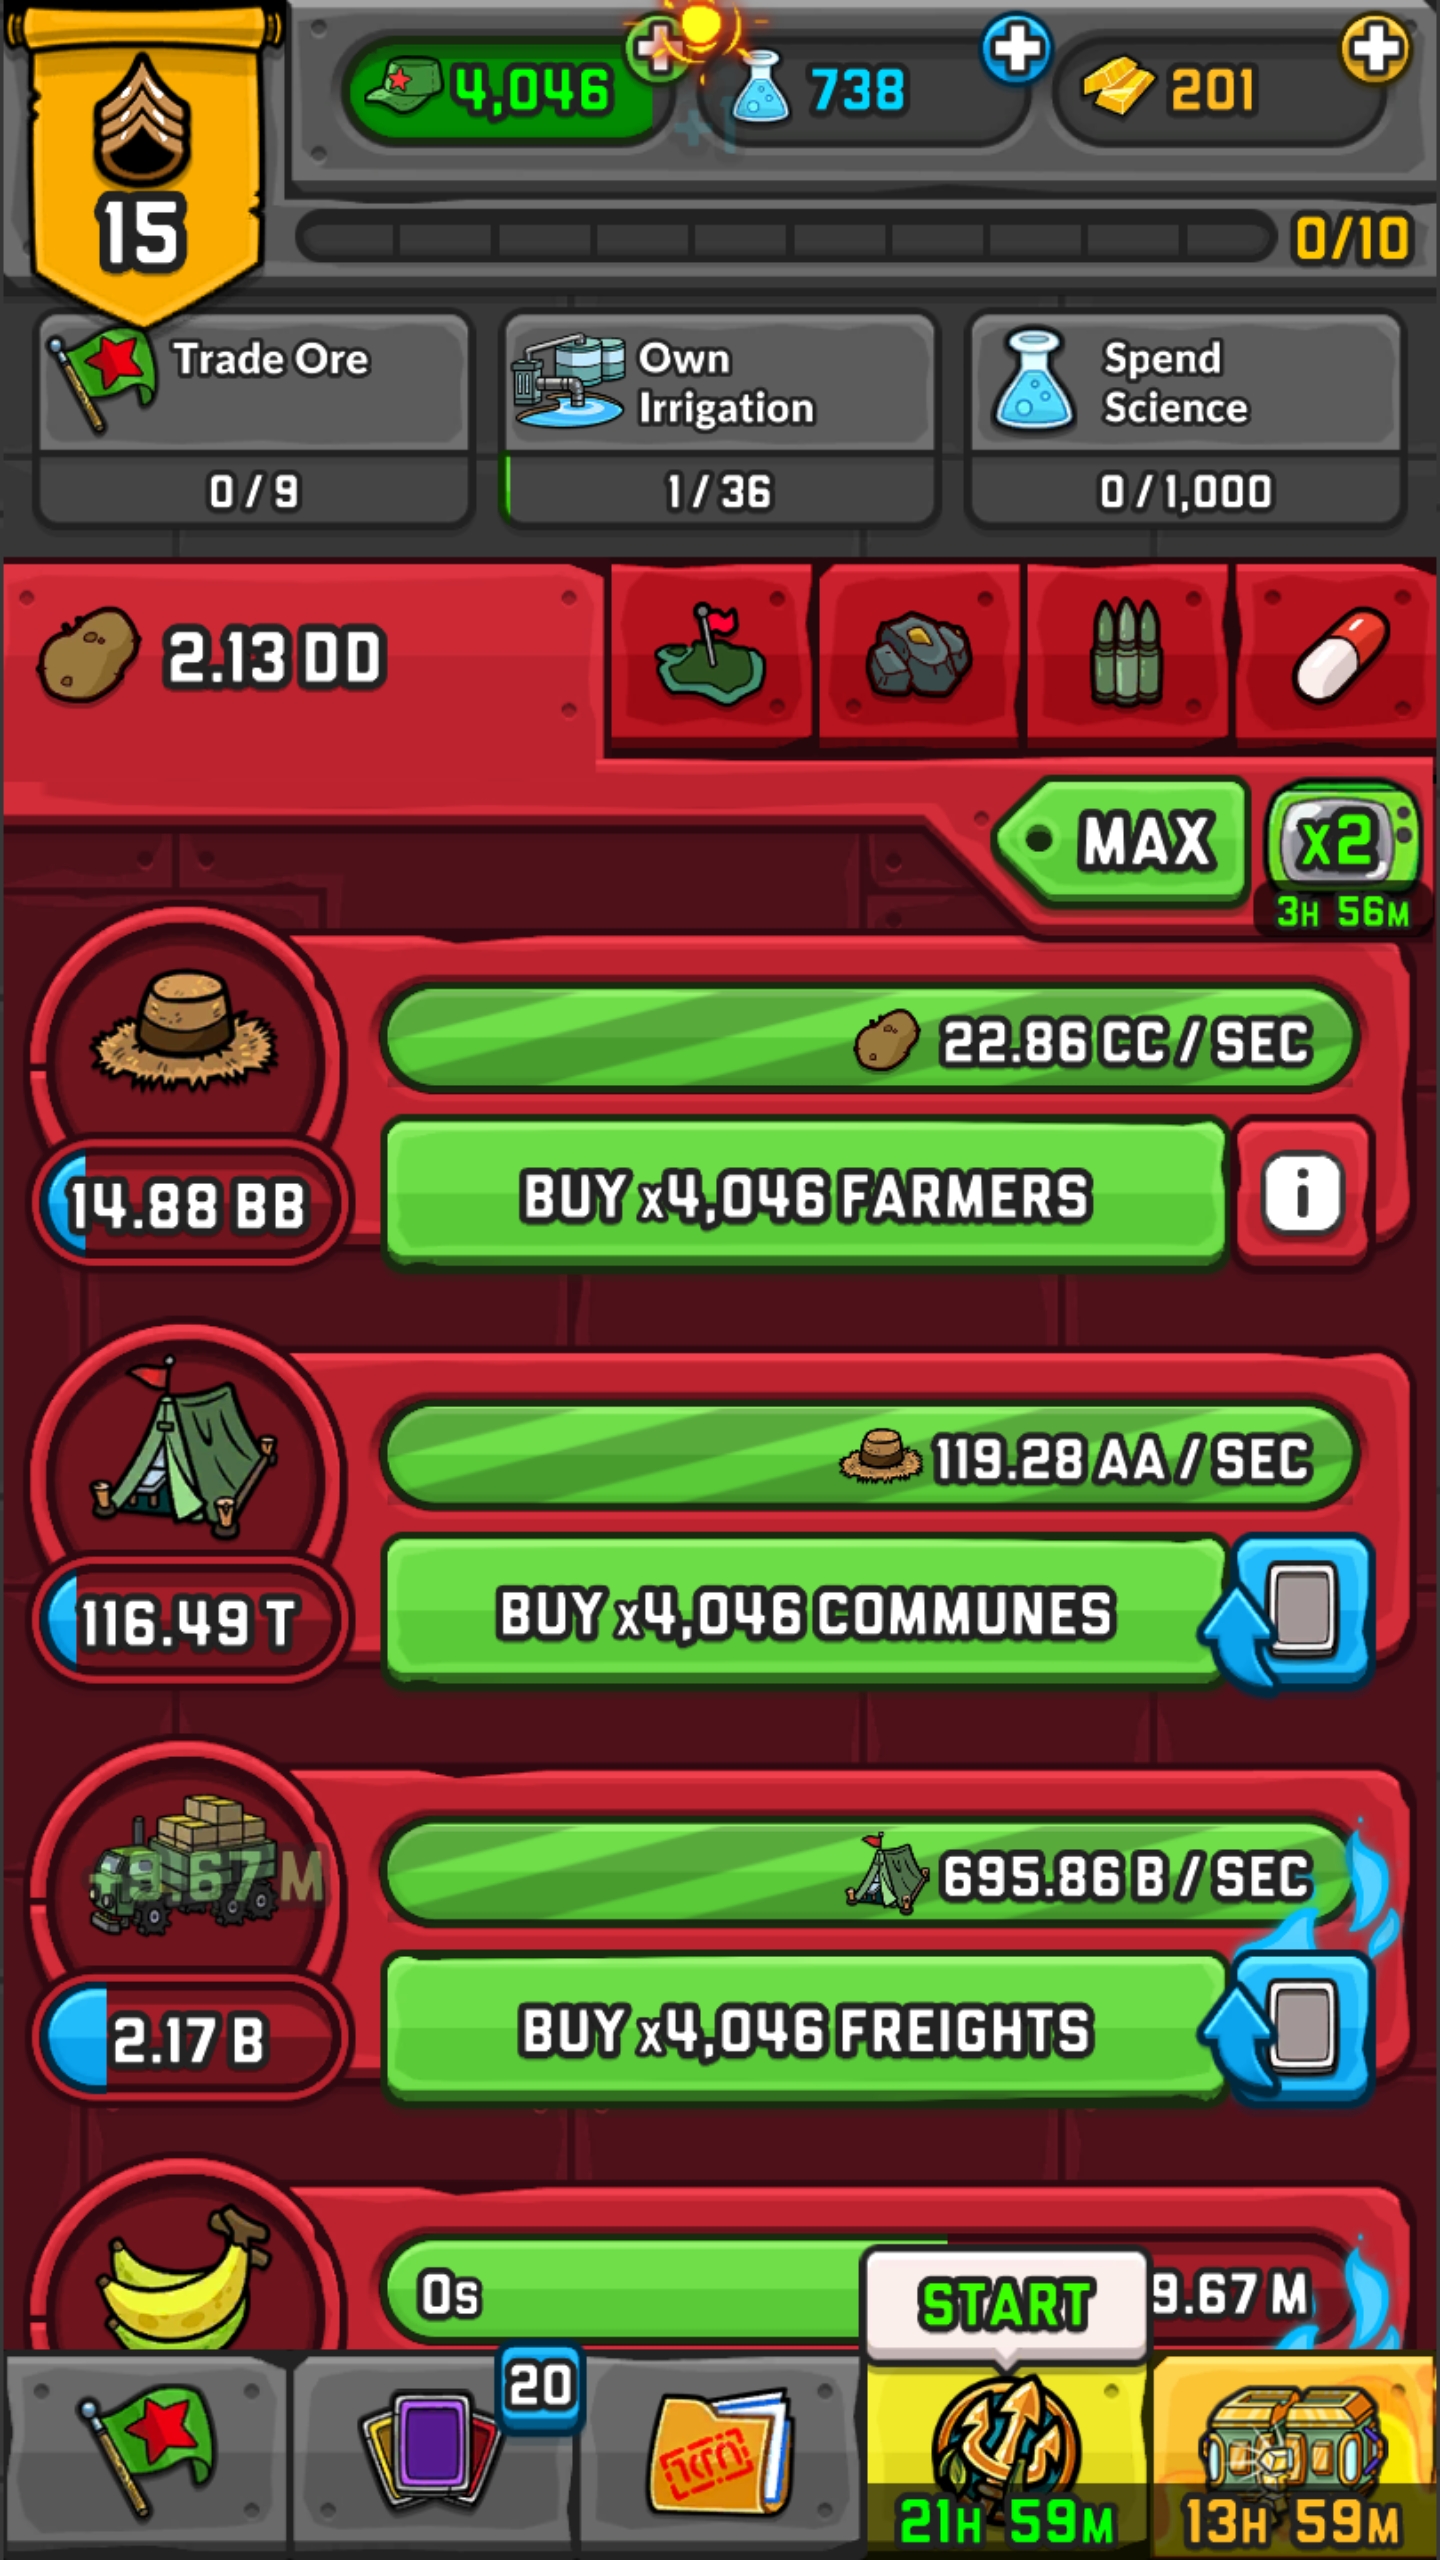 15
4,046
738
201
+1
0/10
Trade Ore
0 / 9
Own
Irrigation
1 / 36
Spend
Science
0 / 1,000
2.13 DD
MAX
x2
3H 56M
22.86 CC / SEC
14.88 BB
BUY x4,046 FARMERS
i
119.28 AA / SEC
116.49 T
BUY x4,046 COMMUNES
9.67 M
695.86 B / SEC
2.17 B
BUY x4,046 FREIGHTS
0s
9.67 M
START
20
21H 59M
13H 59M